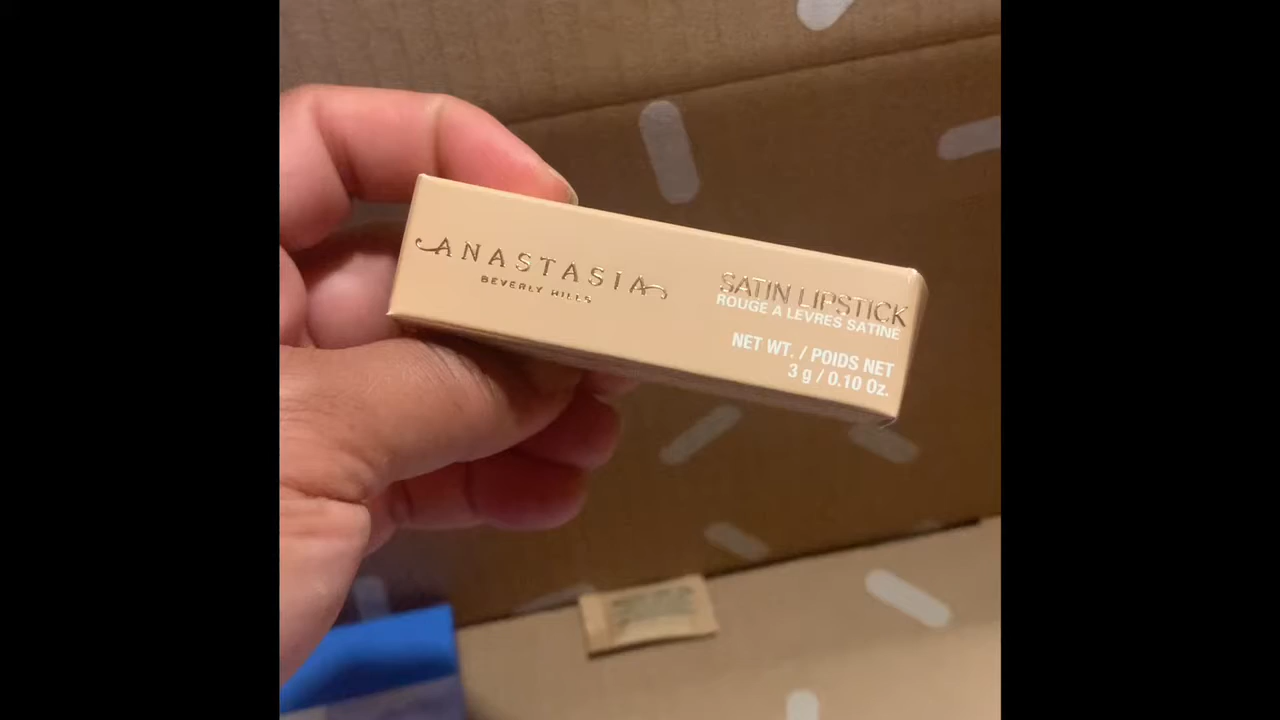 ANASTASIA
BEVERLY HILLS
SATIN LIPSTICK
ROUGE A LEVRES SATINE
NET WT. / POIDS NET
3 g / 0.10 Oz.